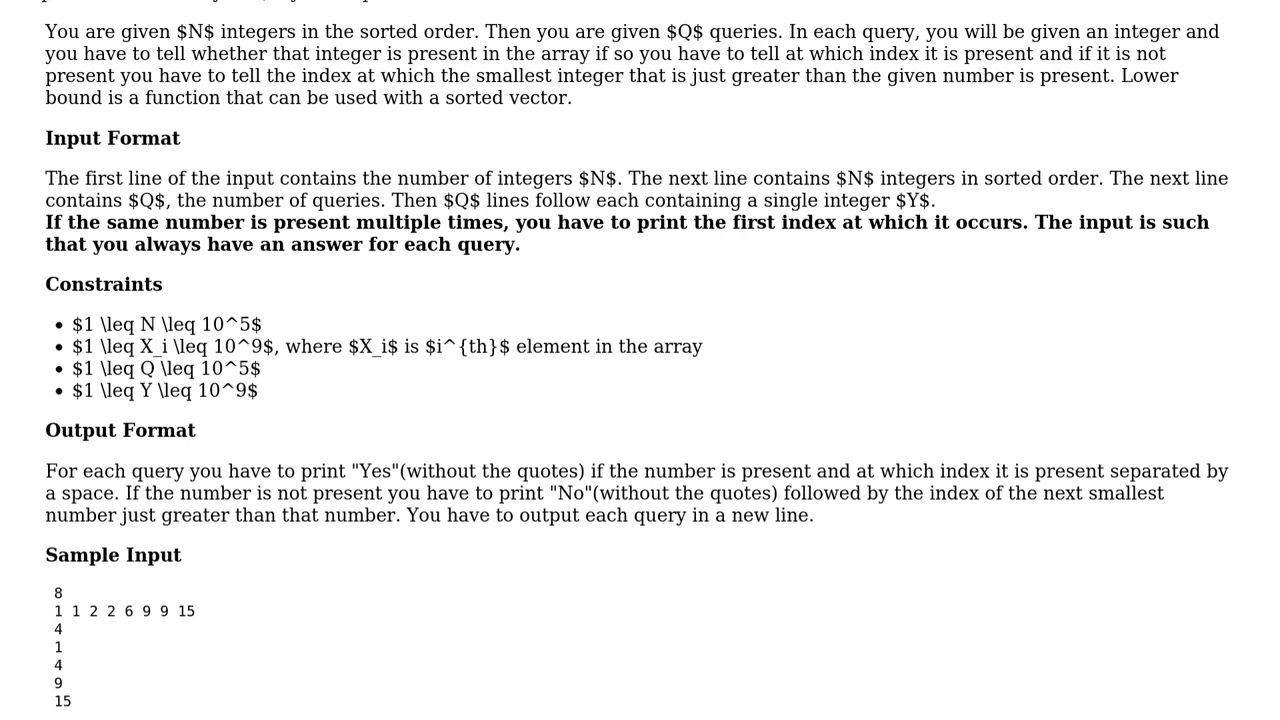 You are given $N$ integers in the sorted order. Then you are given $Q$ queries. In each query, you will be given an integer and
you have to tell whether that integer is present in the array if so you have to tell at which index it is present and if it is not
present you have to tell the index at which the smallest integer that is just greater than the given number is present. Lower
bound is a function that can be used with a sorted vector.
Input Format
The first line of the input contains the number of integers $N$. The next line contains $N$ integers in sorted order. The next line
contains $Q$, the number of queries. Then $Q$ lines follow each containing a single integer $Y$.
If the same number is present multiple times, you have to print the first index at which it occurs. The input is such
that you always have an answer for each query.
Constraints
• $1 \leq N \leq 10^5$
• $1 \leq X_i \leq 10^9$, where $X_i$ is $i^{th}$ element in the array
• $1 \leq Q \leq 10^5$
• $1 \leq Y \leq 10^9$
Output Format
For each query you have to print "Yes"(without the quotes) if the number is present and at which index it is present separated by
a space. If the number is not present you have to print "No"(without the quotes) followed by the index of the next smallest
number just greater than that number. You have to output each query in a new line.
Sample Input
8
1 1 2 2 6 9 9 15
4
1
4
9
15